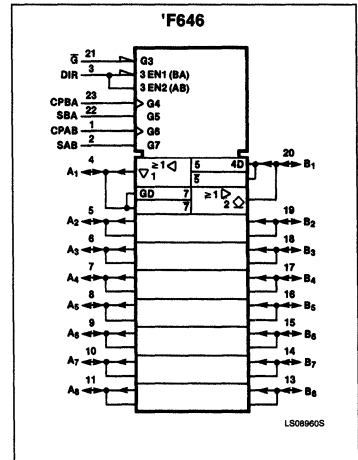 'F646
G̅ 21 G3
DIR 3 3 EN1 (BA)
3 EN2 (AB)
CPBA 23 G4
SBA 22 G5
CPAB 1 G6
SAB 2 G7
A1 4 ≥1 ◁ 5 4D 20 B1
▽ 1 5̅
GD 7 ≥1 ▷
7̅ 2 ◇
A2 5 19 B2
A3 6 18 B3
A4 7 17 B4
A5 8 16 B5
A6 9 15 B6
A7 10 14 B7
A8 11 13 B8
LS08960S